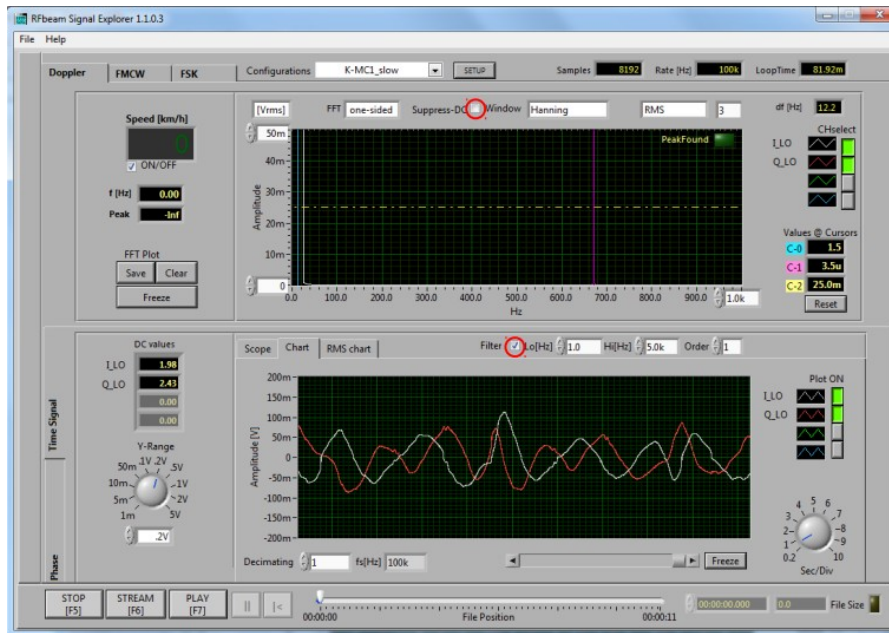 RFbeam Signal Explorer 1.1.0.3
File Help
Doppler FMCW FSK
Configurations K-MC1_slow SETUP Samples 8192 Rate [Hz] 100k LoopTime 81.92m
[Vrms] FFT one-sided Suppress-DC Window Hanning RMS 3 df [Hz] 12.2
Speed [km/h]
0
ON/OFF
f [Hz] 0.00
Peak -Inf
FFT Plot
Save Clear
Freeze
PeakFound
50m
40m
30m
20m
10m
0
Amplitude
0.0 100.0 200.0 300.0 400.0 500.0 600.0 700.0 800.0 900.0 1.0k
Hz
CHselect
I_LO
Q_LO
Values @ Cursors
C-0 1.5
C-1 3.5u
C-2 25.0m
Reset
Time Signal
Phase
DC values
I_LO 1.98
Q_LO 2.43
0.00
0.00
Y-Range
50m .1V .2V .5V
10m 1V
5m 2V
1m 5V
.2V
Scope Chart RMS chart Filter Lo[Hz] 1.0 Hi[Hz] 5.0k Order 1
200m
150m
100m
50m
0
-50m
-100m
-150m
-200m
Amplitude [V]
Decimating 1 fs[Hz] 100k Freeze
Plot ON
I_LO
Q_LO
4 5 6
3 7
2 8
1 9
0.2 10
Sec/Div
STOP [F5] STREAM [F6] PLAY [F7]
00:00:00 File Position 00:00:11
00:00:00.000 0.0 File Size